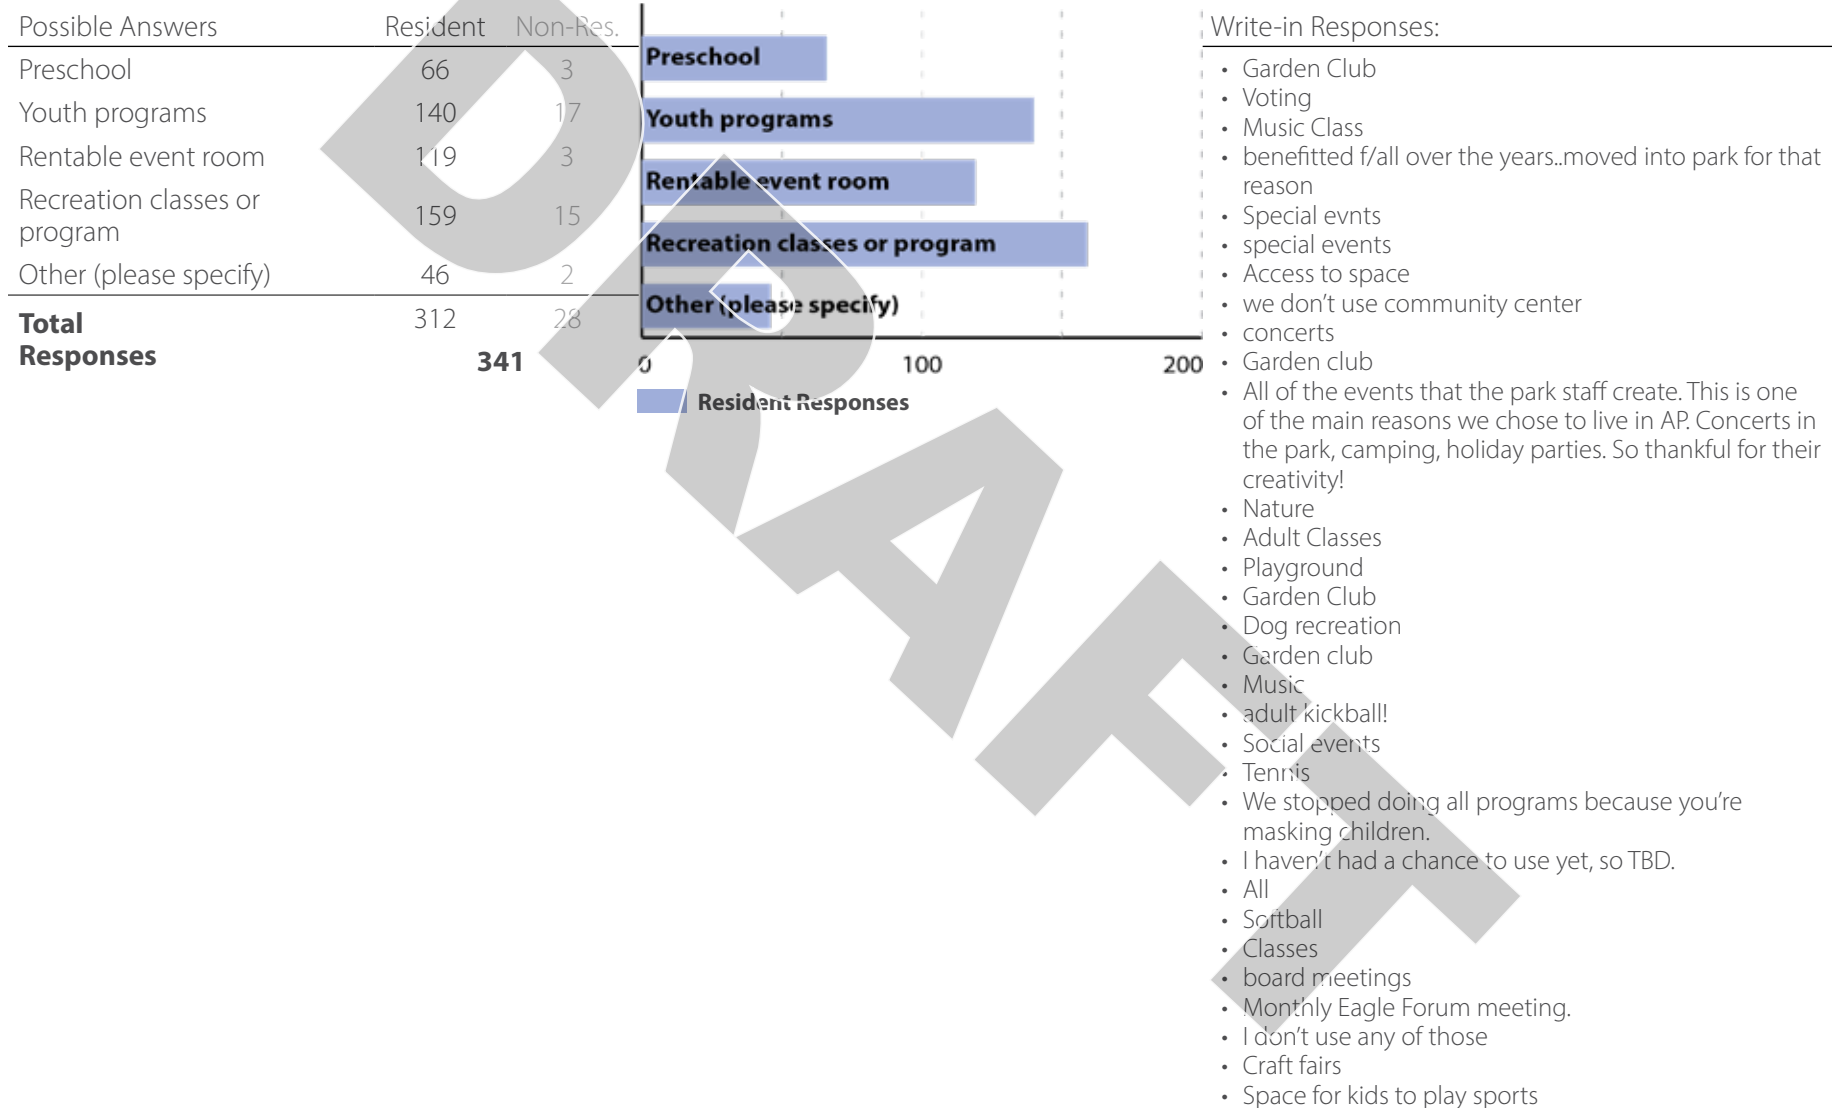 Possible Answers Resident Non-Res.
Preschool 66 3
Youth programs 140 17
Rentable event room 119 3
Recreation classes or
program 159 15
Other (please specify) 46 2
Total
Responses 312 28
341
Preschool
Youth programs
Rentable event room
Recreation classes or program
Other (please specify)
0 100 200
Resident Responses
Write-in Responses:
• Garden Club
• Voting
• Music Class
• benefitted f/all over the years..moved into park for that
reason
• Special evnts
• special events
• Access to space
• we don't use community center
• concerts
• Garden club
• All of the events that the park staff create. This is one
of the main reasons we chose to live in AP. Concerts in
the park, camping, holiday parties. So thankful for their
creativity!
• Nature
• Adult Classes
• Playground
• Garden Club
• Dog recreation
• Garden club
• Music
• adult kickball!
• Social events
• Tennis
• We stopped doing all programs because you're
masking children.
• I haven't had a chance to use yet, so TBD.
• All
• Softball
• Classes
• board meetings
• Monthly Eagle Forum meeting.
• I don't use any of those
• Craft fairs
• Space for kids to play sports
DRAFT